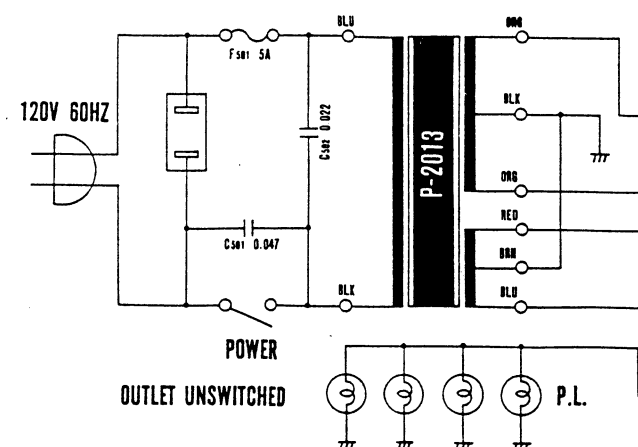 BLU
ORG
F501 5A
120V 60HZ
BLK
C502 0.022
P-2013
ORG
RED
C501 0.047
BRN
BLK
BLU
POWER
OUTLET UNSWITCHED
P.L.